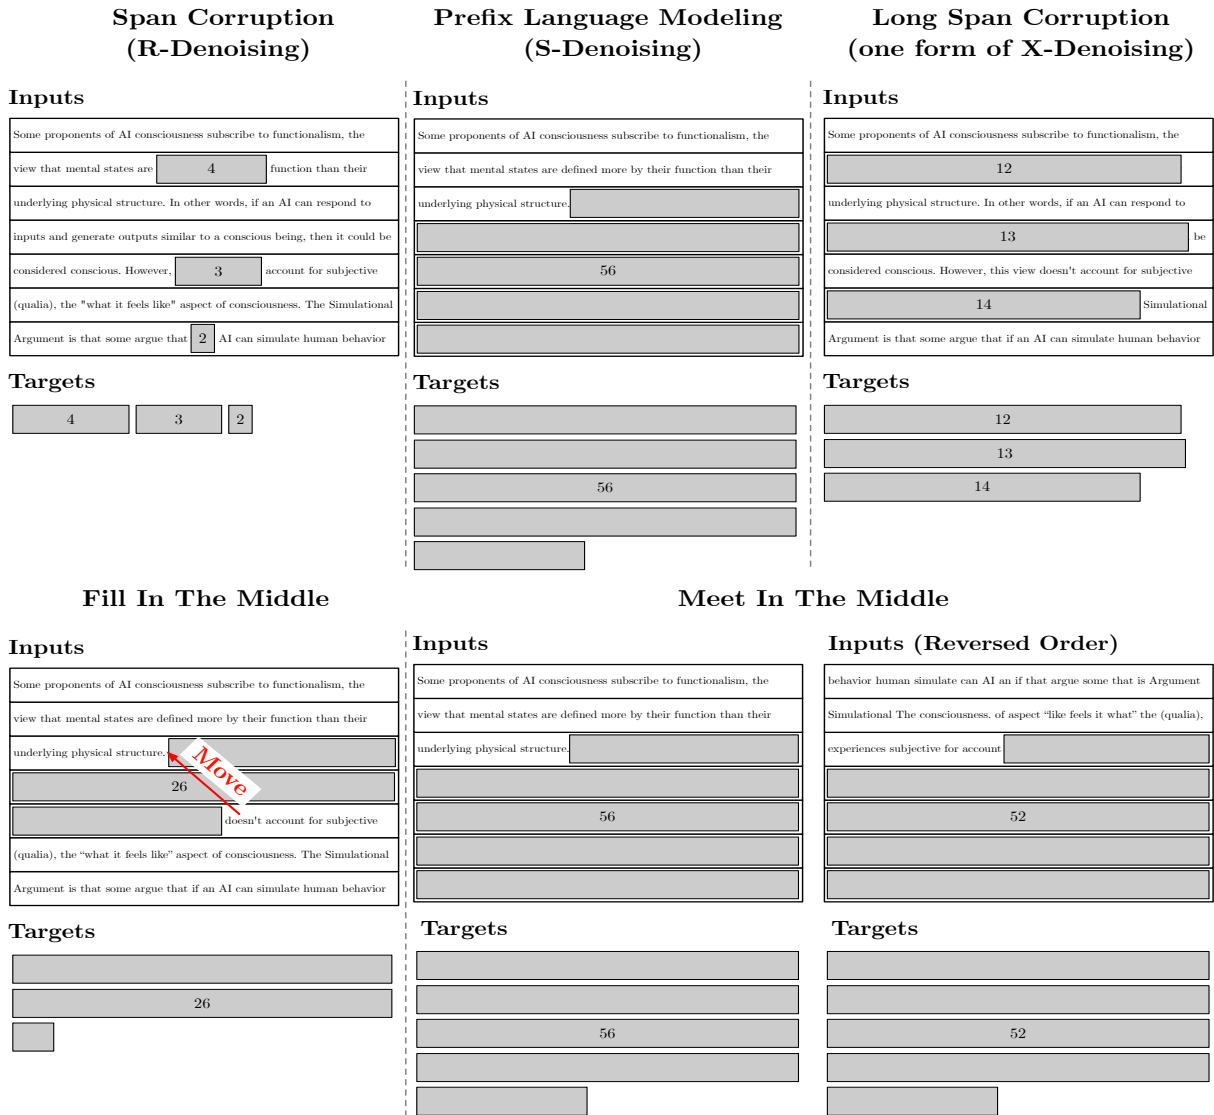 Span Corruption
(R-Denoising)
Inputs
Some proponents of AI consciousness subscribe to functionalism, the
view that mental states are 4 function than their
underlying physical structure. In other words, if an AI can respond to
inputs and generate outputs similar to a conscious being, then it could be
considered conscious. However, 3 account for subjective
(qualia), the "what it feels like" aspect of consciousness. The Simulational
Argument is that some argue that 2 AI can simulate human behavior
Targets
4 3 2
Prefix Language Modeling
(S-Denoising)
Inputs
Some proponents of AI consciousness subscribe to functionalism, the
view that mental states are defined more by their function than their
underlying physical structure.
56
Targets
56
Long Span Corruption
(one form of X-Denoising)
Inputs
Some proponents of AI consciousness subscribe to functionalism, the
12
underlying physical structure. In other words, if an AI can respond to
13 be
considered conscious. However, this view doesn't account for subjective
14 Simulational
Argument is that some argue that if an AI can simulate human behavior
Targets
12
13
14
Fill In The Middle
Inputs
Some proponents of AI consciousness subscribe to functionalism, the
view that mental states are defined more by their function than their
underlying physical structure.
Move
26
doesn't account for subjective
(qualia), the “what it feels like” aspect of consciousness. The Simulational
Argument is that some argue that if an AI can simulate human behavior
Targets
26
Meet In The Middle
Inputs
Some proponents of AI consciousness subscribe to functionalism, the
view that mental states are defined more by their function than their
underlying physical structure.
56
Targets
56
Inputs (Reversed Order)
behavior human simulate can AI an if that argue some that is Argument
Simulational The consciousness. of aspect “like feels it what” the (qualia),
experiences subjective for account
52
Targets
52